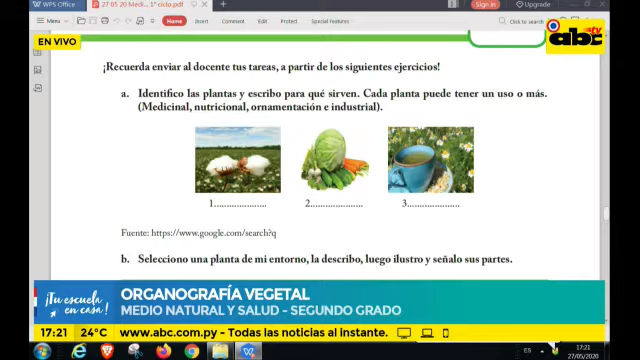 WPS Office
27 05 20 Medi... 1° ciclo.pdf
Sign in
Upgrade
Menu
Home
Insert
Comment
Edit
Page
Protect
Special Features
Click to search
EN VIVO
abc tv
¡Recuerda enviar al docente tus tareas, a partir de los siguientes ejercicios!
a. Identifico las plantas y escribo para qué sirven. Cada planta puede tener un uso o más.
(Medicinal, nutricional, ornamentación e industrial).
1..................... 2..................... 3.....................
Fuente: https://www.google.com/search?q
b. Selecciono una planta de mi entorno, la describo, luego ilustro y señalo sus partes.
¡Tu escuela
en casa!
ORGANOGRAFÍA VEGETAL
MEDIO NATURAL Y SALUD - SEGUNDO GRADO
17:21 24°C www.abc.com.py - Todas las noticias al instante.
ES
17:21
27/05/2020